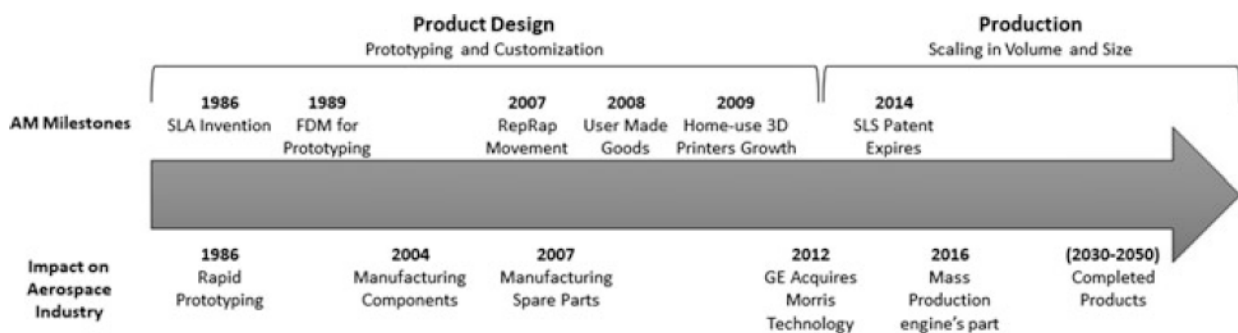 Product Design
Prototyping and Customization
Production
Scaling in Volume and Size
AM Milestones
1986
SLA Invention
1989
FDM for
Prototyping
2007
RepRap
Movement
2008
User Made
Goods
2009
Home-use 3D
Printers Growth
2014
SLS Patent
Expires
Impact on
Aerospace
Industry
1986
Rapid
Prototyping
2004
Manufacturing
Components
2007
Manufacturing
Spare Parts
2012
GE Acquires
Morris
Technology
2016
Mass
Production
engine's part
(2030-2050)
Completed
Products